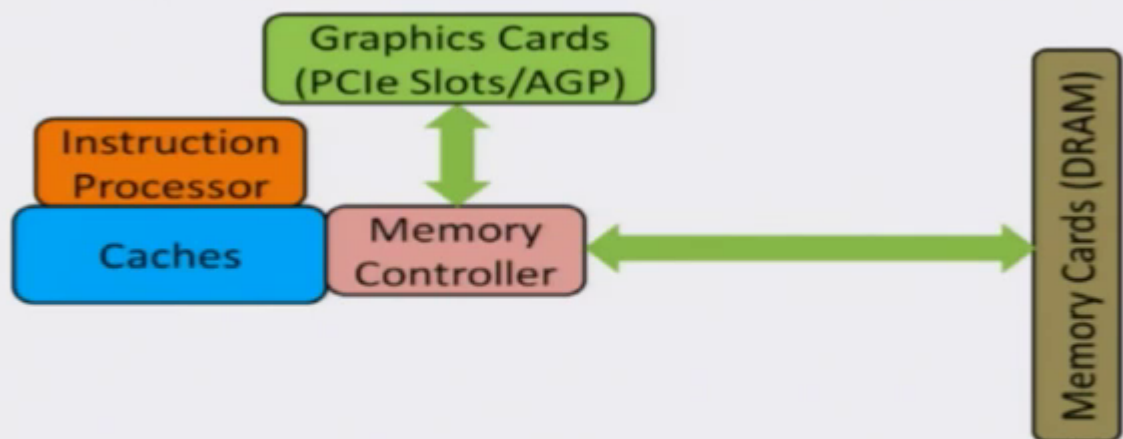 Graphics Cards
(PCIe Slots/AGP)
Instruction
Processor
Caches
Memory
Controller
Memory Cards (DRAM)